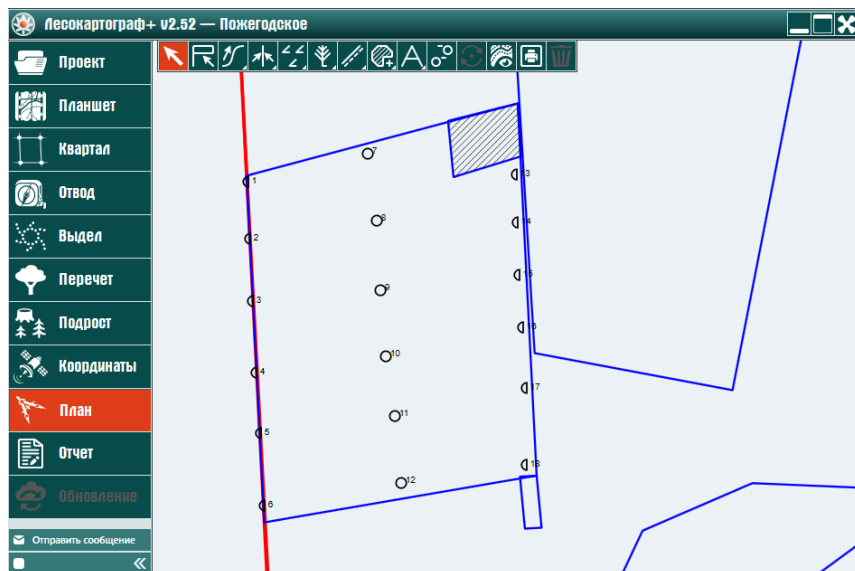 Лесокартограф+ v2.52 — Пожегодское
Проект
Планшет
Квартал
Отвод
Выдел
Перечет
Подрост
Координаты
План
Отчет
Обновление
Отправить сообщение
7
1
13
8
14
2
15
9
3
16
10
4
17
11
5
18
12
6